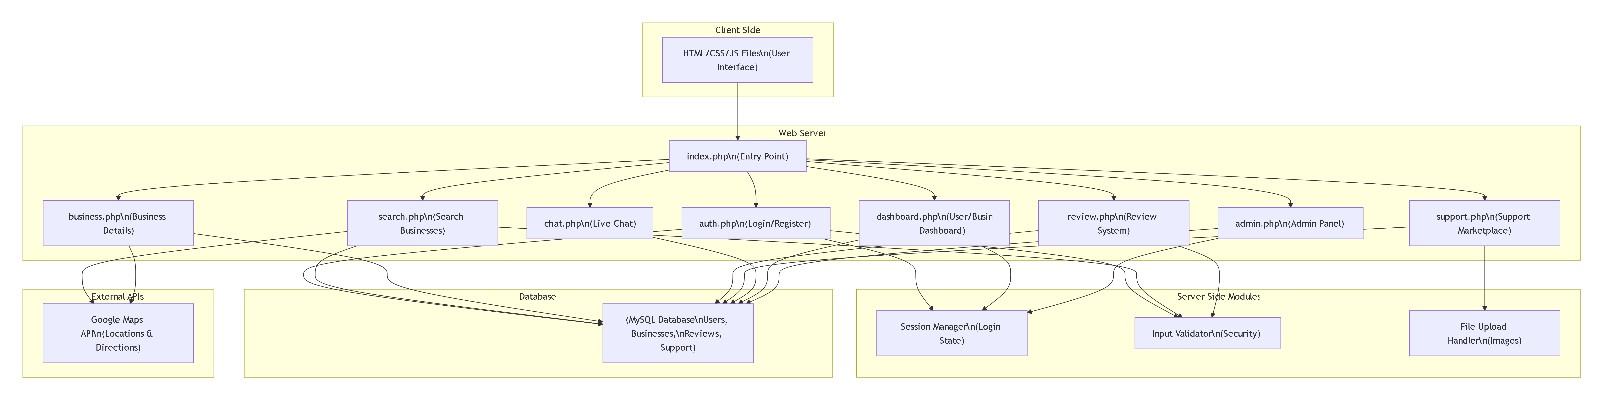 Client Side
HTML/CSS/JS Files\n(User
Interface)
Web Server
index.php\n(Entry Point)
business.php\n(Business
Details)
search.php\n(Search
Businesses)
chat.php\n(Live Chat)
auth.php\n(Login/Register)
dashboard.php\n(User/Busin
Dashboard)
review.php\n(Review
System)
admin.php\n(Admin Panel)
support.php\n(Support
Marketplace)
External APIs
Google Maps
API\n(Locations &
Directions)
Database
(MySQL Database\nUsers,
Businesses,\nReviews,
Support)
Server Side Modules
Session Manager\n(Login
State)
Input Validator\n(Security)
File Upload
Handler\n(Images)